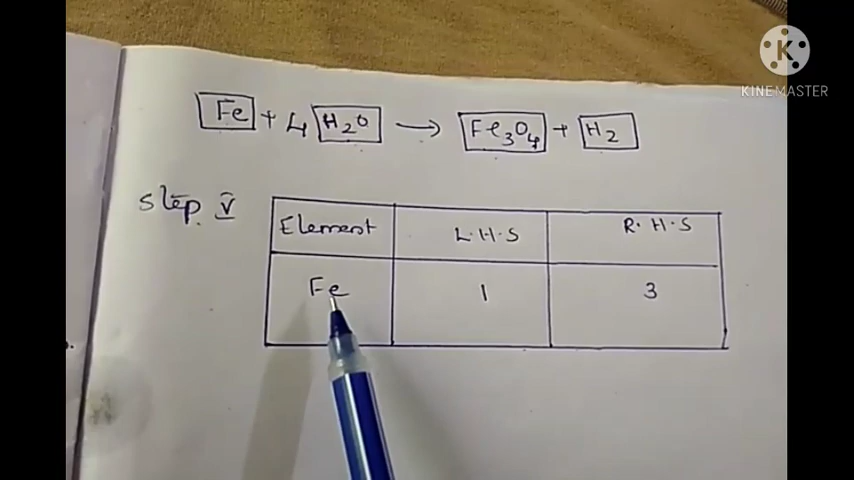 K
KINEMASTER
Fe + 4 H₂O → Fe₃O₄ + H₂
Step V
Element L.H.S R.H.S
Fe 1 3